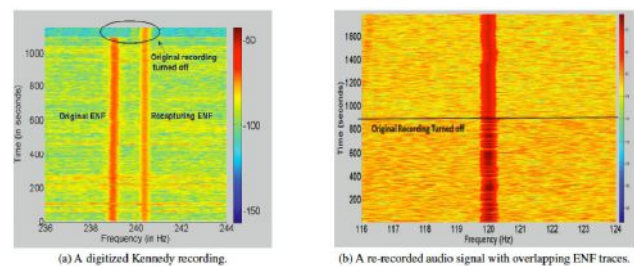 -50
-100
-150
Time (in seconds)
1000
800
600
400
200
0
Original recording
turned off
Original ENF
Recapturing ENF
236
238
240
242
244
Frequency (in Hz)
(a) A digitized Kennedy recording.
Time (seconds)
1600
1400
1200
1000
800
600
400
200
Original Recording Turned off
116
117
118
119
120
121
122
123
124
Frequency (Hz)
(b) A re-recorded audio signal with overlapping ENF traces.